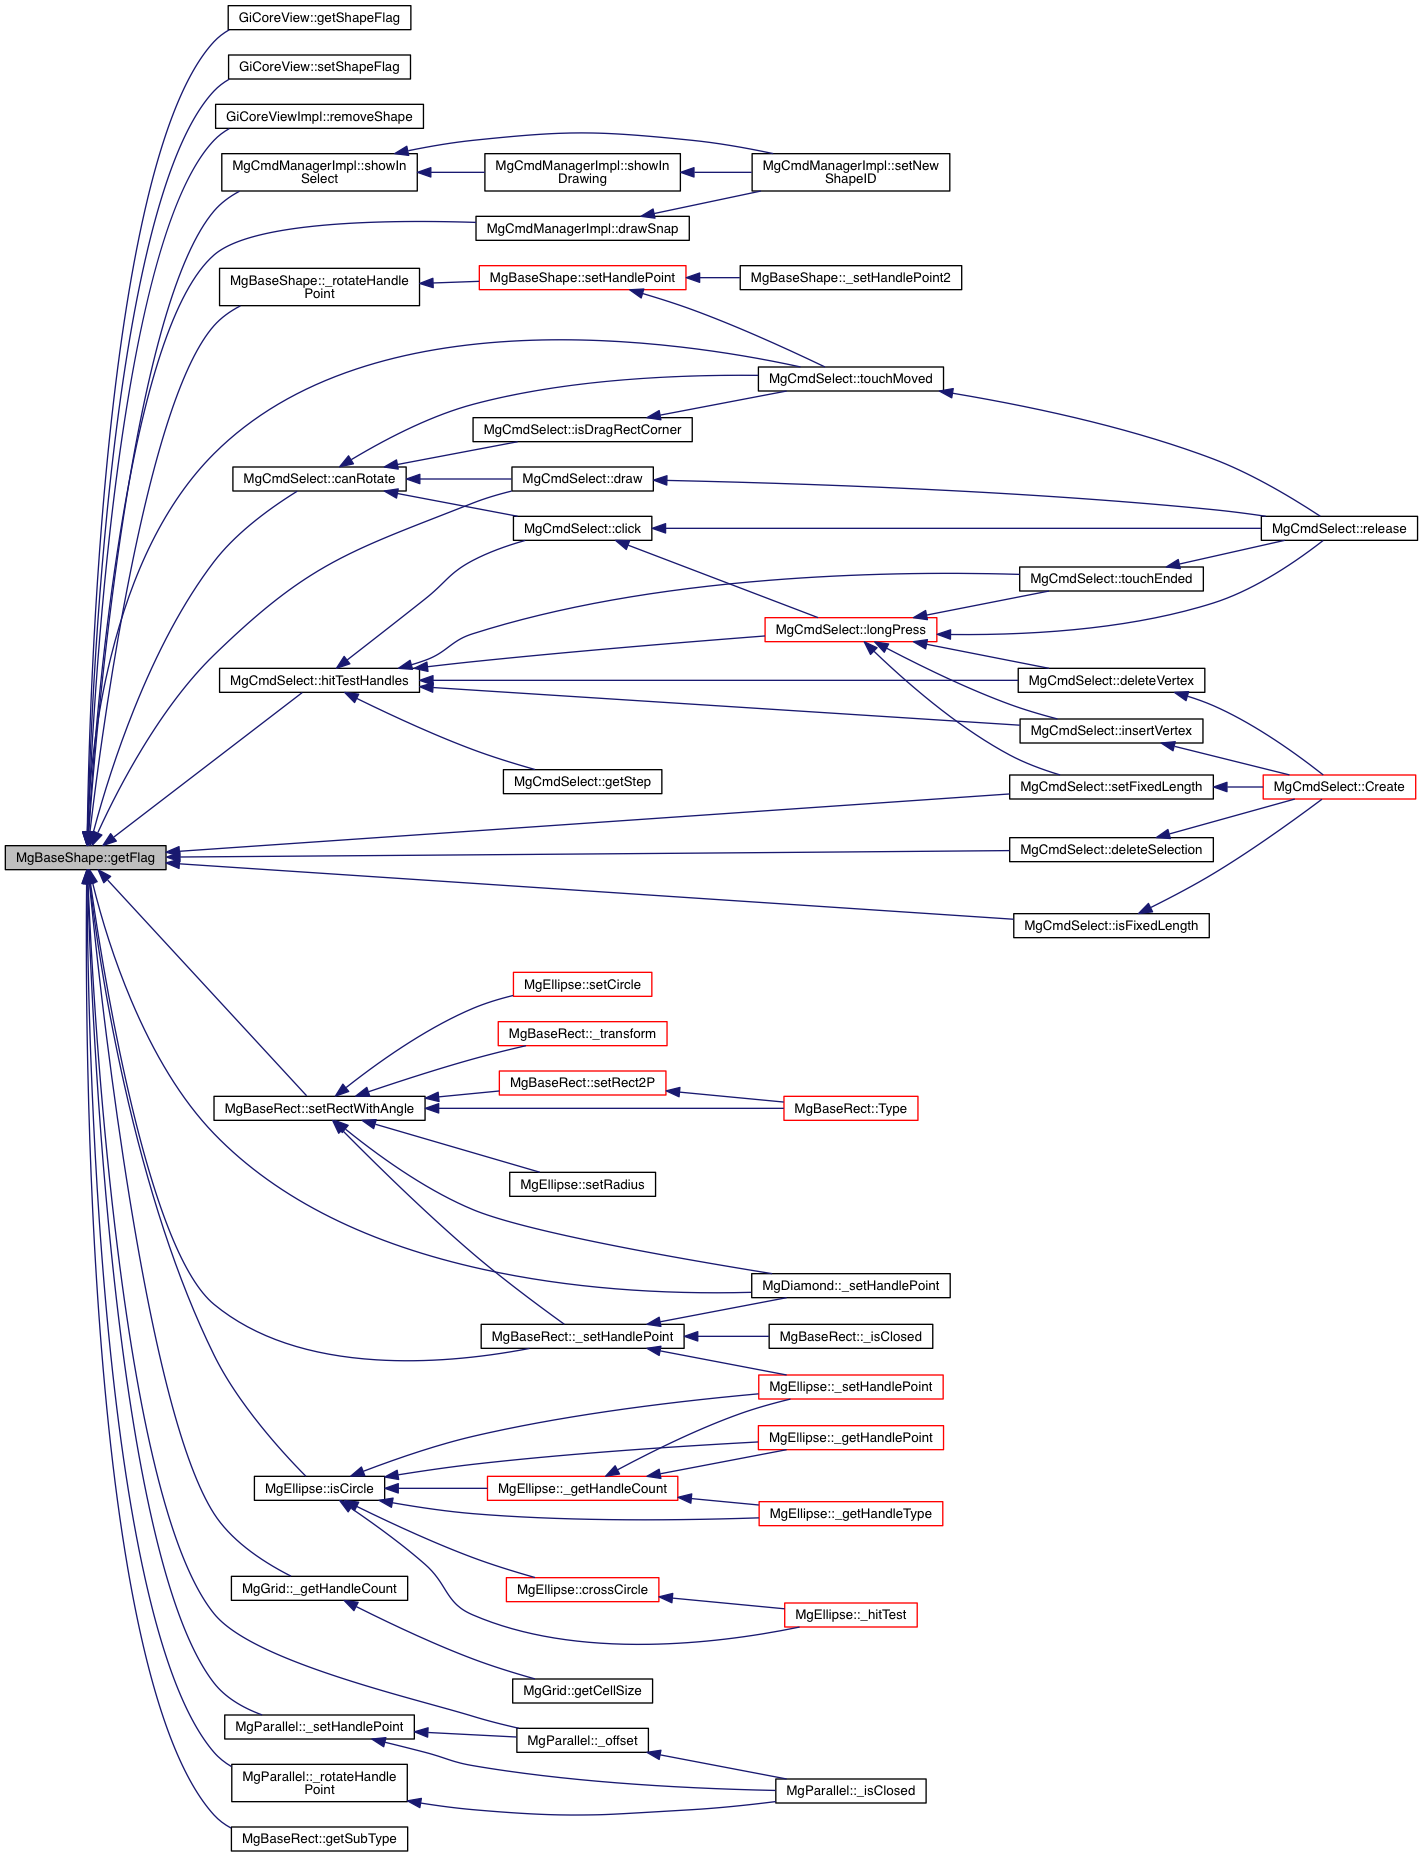 GiCoreView::getShapeFlag
GiCoreView::setShapeFlag
GiCoreViewImpl::removeShape
MgCmdManagerImpl::showIn
Select
MgCmdManagerImpl::showIn
Drawing
MgCmdManagerImpl::setNew
ShapeID
MgCmdManagerImpl::drawSnap
MgBaseShape::_rotateHandle
Point
MgBaseShape::setHandlePoint
MgBaseShape::_setHandlePoint2
MgCmdSelect::touchMoved
MgCmdSelect::isDragRectCorner
MgCmdSelect::canRotate
MgCmdSelect::draw
MgCmdSelect::click
MgCmdSelect::release
MgCmdSelect::touchEnded
MgCmdSelect::longPress
MgCmdSelect::hitTestHandles
MgCmdSelect::deleteVertex
MgCmdSelect::insertVertex
MgCmdSelect::getStep
MgCmdSelect::setFixedLength
MgCmdSelect::Create
MgBaseShape::getFlag
MgCmdSelect::deleteSelection
MgCmdSelect::isFixedLength
MgEllipse::setCircle
MgBaseRect::_transform
MgBaseRect::setRect2P
MgBaseRect::setRectWithAngle
MgBaseRect::Type
MgEllipse::setRadius
MgDiamond::_setHandlePoint
MgBaseRect::_setHandlePoint
MgBaseRect::_isClosed
MgEllipse::_setHandlePoint
MgEllipse::_getHandlePoint
MgEllipse::isCircle
MgEllipse::_getHandleCount
MgEllipse::_getHandleType
MgGrid::_getHandleCount
MgEllipse::crossCircle
MgEllipse::_hitTest
MgGrid::getCellSize
MgParallel::_setHandlePoint
MgParallel::_offset
MgParallel::_rotateHandle
Point
MgParallel::_isClosed
MgBaseRect::getSubType